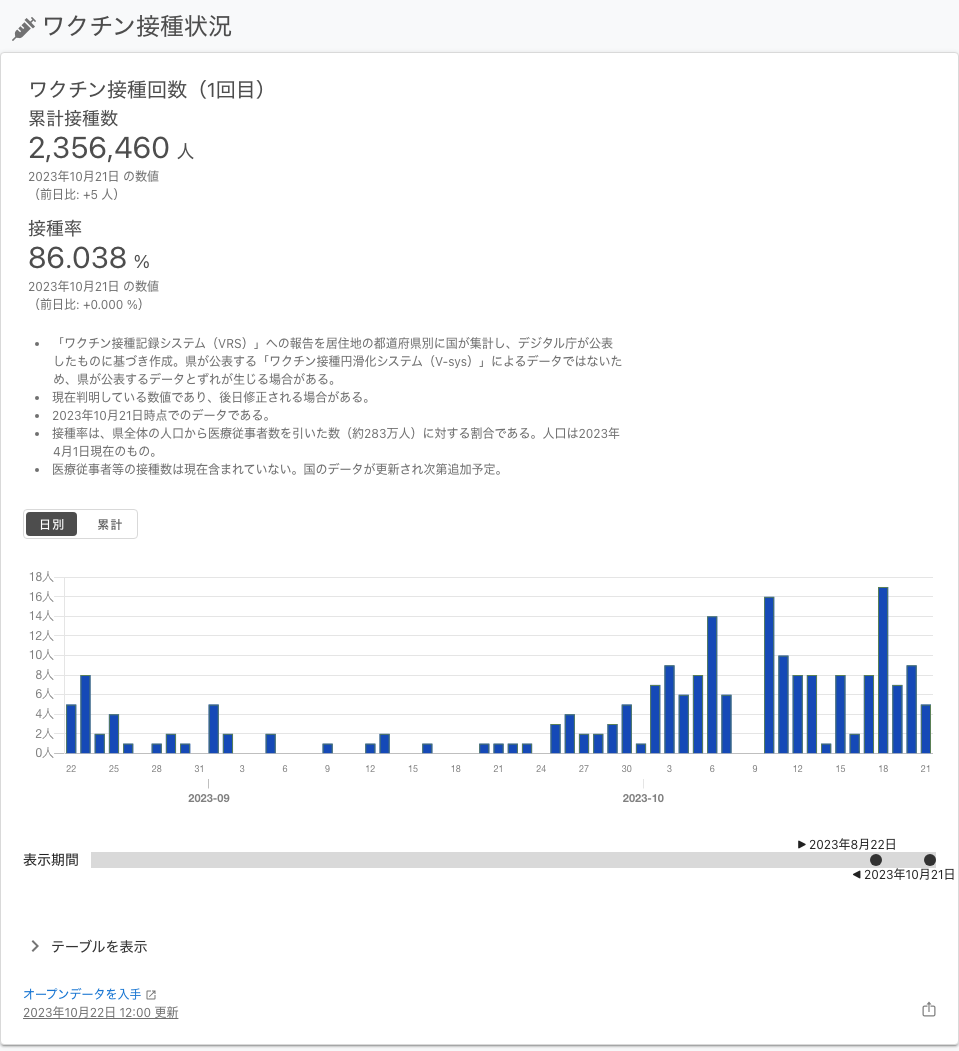 ワクチン接種状況
ワクチン接種回数（1回目）
累計接種数
2,356,460 人
2023年10月21日 の数値
（前日比: +5 人）
接種率
86.038 %
2023年10月21日 の数値
（前日比: +0.000 %）
• 「ワクチン接種記録システム（VRS）」への報告を居住地の都道府県別に国が集計し、デジタル庁が公表
したものに基づき作成。県が公表する「ワクチン接種円滑化システム（V-sys）」によるデータではないた
め、県が公表するデータとずれが生じる場合がある。
• 現在判明している数値であり、後日修正される場合がある。
• 2023年10月21日時点でのデータである。
• 接種率は、県全体の人口から医療従事者数を引いた数（約283万人）に対する割合である。人口は2023年
4月1日現在のもの。
• 医療従事者等の接種数は現在含まれていない。国のデータが更新され次第追加予定。
日別 累計
18人
16人
14人
12人
10人
8人
6人
4人
2人
0人
22 25 28 31 3 6 9 12 15 18 21 24 27 30 3 6 9 12 15 18 21
2023-09 2023-10
▶ 2023年8月22日
表示期間
◀ 2023年10月21日
テーブルを表示
オープンデータを入手
2023年10月22日 12:00 更新